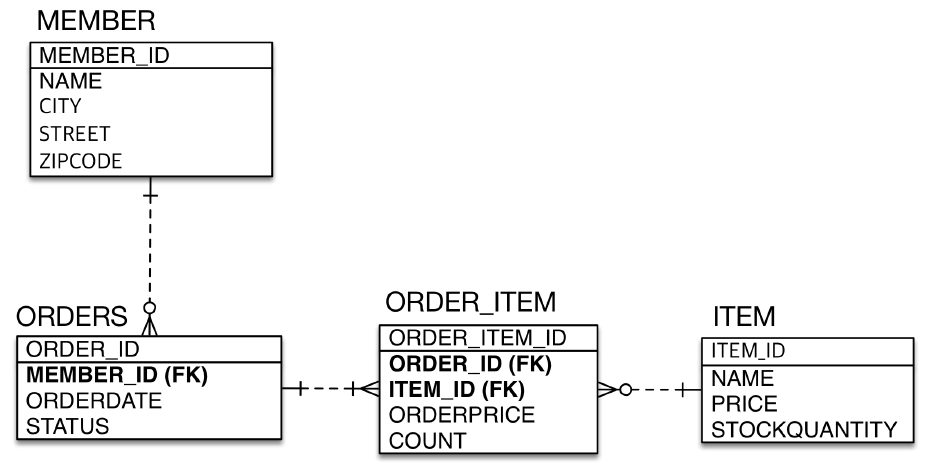 MEMBER
MEMBER_ID
NAME
CITY
STREET
ZIPCODE
ORDERS
ORDER_ID
MEMBER_ID (FK)
ORDERDATE
STATUS
ORDER_ITEM
ORDER_ITEM_ID
ORDER_ID (FK)
ITEM_ID (FK)
ORDERPRICE
COUNT
ITEM
ITEM_ID
NAME
PRICE
STOCKQUANTITY